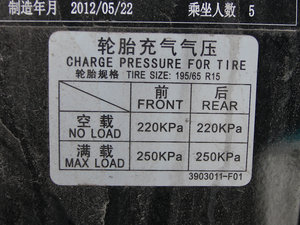 制造年月 2012/05/22 乘坐人数 5
轮胎充气气压
CHARGE PRESSURE FOR TIRE
轮胎规格 TIRE SIZE: 195/65 R15
前 后
FRONT REAR
空载
NO LOAD 220KPa 220KPa
满载
MAX LOAD 250KPa 250KPa
3903011-F01